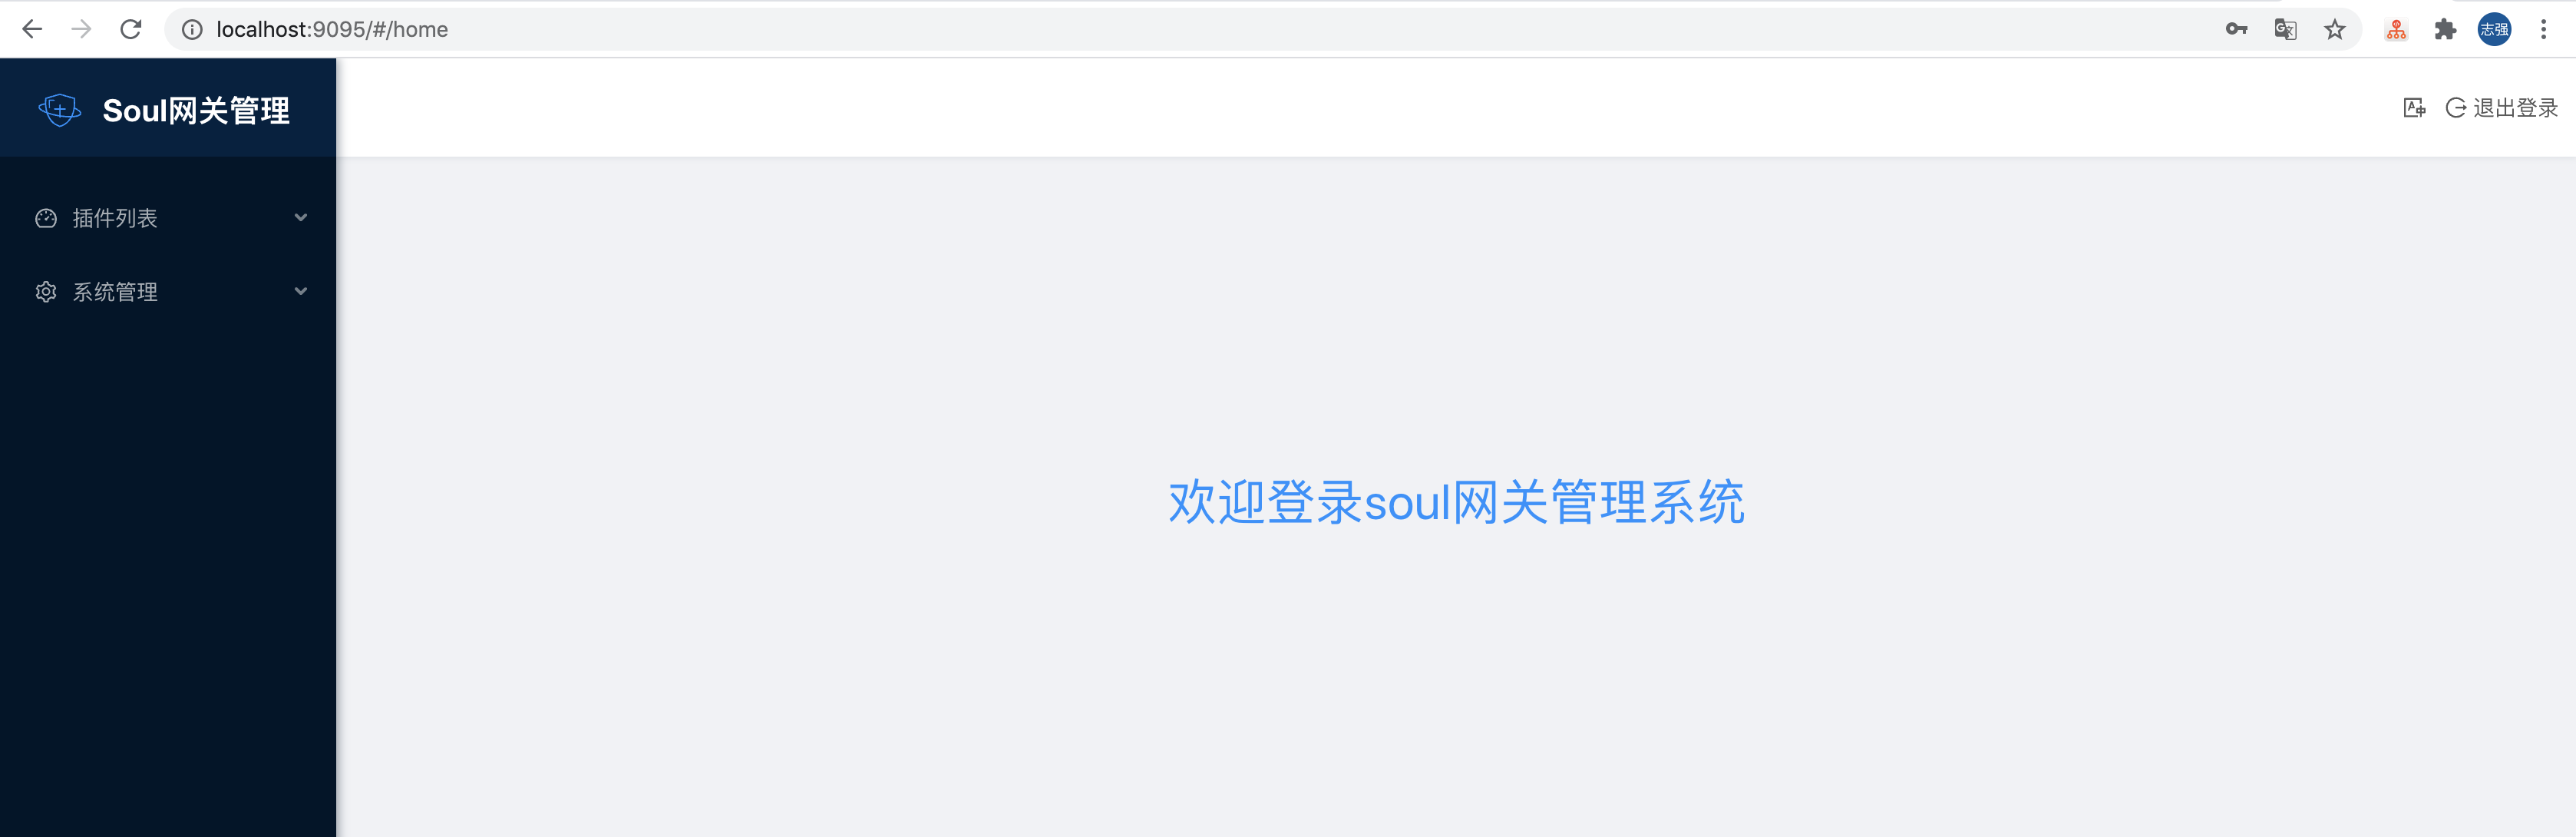 localhost:9095/#/home
志强
Soul网关管理
退出登录
插件列表
系统管理
欢迎登录soul网关管理系统